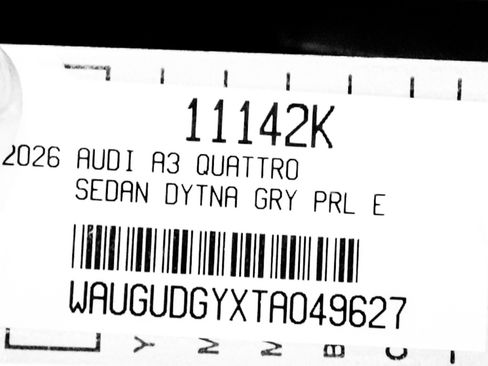 11142K
2026 AUDI A3 QUATTRO
SEDAN DYTNA GRY PRL E
WAUGUDGYXTA049627
Y
N
N
B